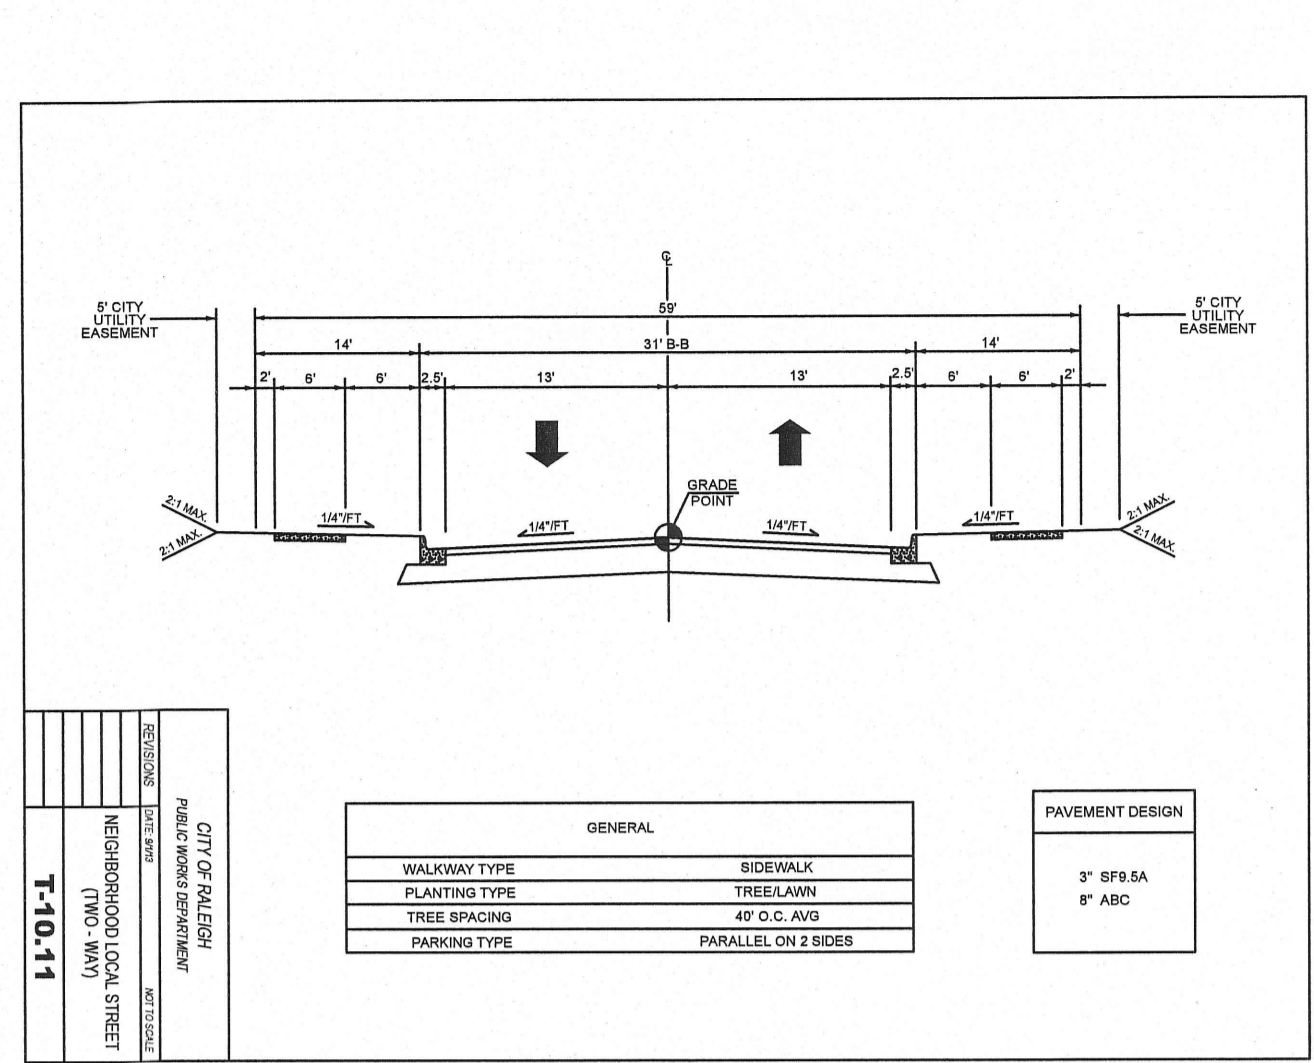 ℄
59'
5' CITY
UTILITY
EASEMENT
5' CITY
UTILITY
EASEMENT
14'
31' B-B
14'
2'
6'
6'
2.5'
13'
13'
2.5'
6'
6'
2'
GRADE
POINT
2:1 MAX.
2:1 MAX.
1/4"/FT
1/4"/FT
1/4"/FT
1/4"/FT
2:1 MAX.
2:1 MAX.
CITY OF RALEIGH
PUBLIC WORKS DEPARTMENT
REVISIONS
DATE: 9/1/13
NOT TO SCALE
NEIGHBORHOOD LOCAL STREET
(TWO - WAY)
T-10.11
GENERAL
WALKWAY TYPE SIDEWALK
PLANTING TYPE TREE/LAWN
TREE SPACING 40' O.C. AVG
PARKING TYPE PARALLEL ON 2 SIDES
PAVEMENT DESIGN
3" SF9.5A
8" ABC